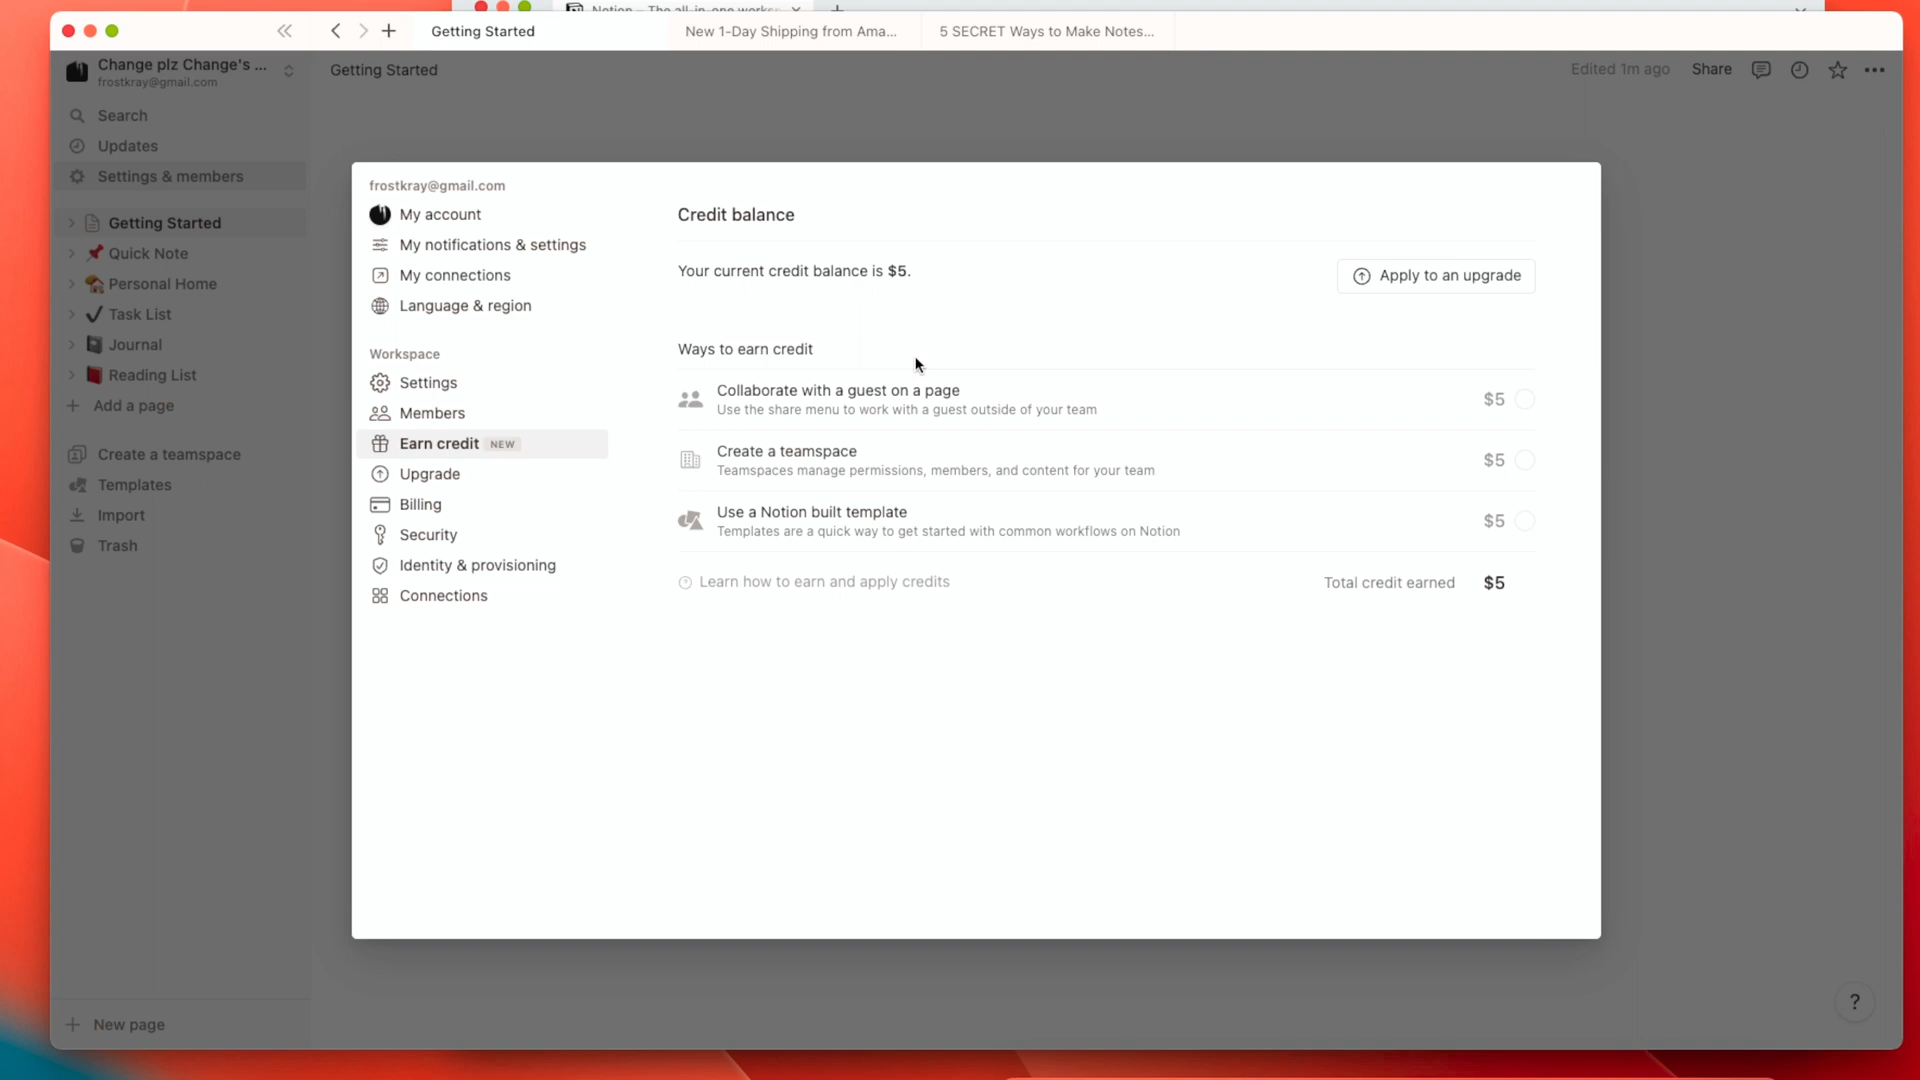 Notion – The all-in-one works
Getting Started
New 1-Day Shipping from Ama...
5 SECRET Ways to Make Notes...
Change plz Change's ...
frostkray@gmail.com
Getting Started
Edited 1m ago
Share
Search
Updates
Settings & members
Getting Started
Quick Note
Personal Home
Task List
Journal
Reading List
Add a page
Create a teamspace
Templates
Import
Trash
New page
frostkray@gmail.com
My account
My notifications & settings
My connections
Language & region
Workspace
Settings
Members
Earn credit NEW
Upgrade
Billing
Security
Identity & provisioning
Connections
Credit balance
Your current credit balance is $5.
Apply to an upgrade
Ways to earn credit
Collaborate with a guest on a page
Use the share menu to work with a guest outside of your team
$5
Create a teamspace
Teamspaces manage permissions, members, and content for your team
$5
Use a Notion built template
Templates are a quick way to get started with common workflows on Notion
$5
Learn how to earn and apply credits
Total credit earned $5
?